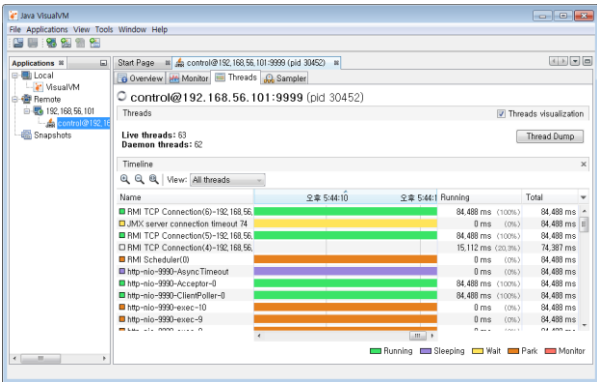 Java VisualVM
File Applications View Tools Window Help
Applications
Start Page control@192,168,56,101:9999 (pid 30452)
Local
VisualVM
Remote
192,168,56,101
control@192,16
Snapshots
Overview Monitor Threads Sampler
control@192.168.56.101:9999 (pid 30452)
Threads Threads visualization
Live threads: 63
Daemon threads: 62
Thread Dump
Timeline
View: All threads
Name 오후 5:44:10 오후 5:44:1 Running Total
RMI TCP Connection(6)-192,168,56, 84,488 ms (100%) 84,488 ms
JMX server connection timeout 74 0 ms (0%) 84,488 ms
RMI TCP Connection(5)-192,168,56, 84,488 ms (100%) 84,488 ms
RMI TCP Connection(4)-192,168,56, 15,112 ms (20,3%) 74,387 ms
RMI Scheduler(0) 0 ms (0%) 84,488 ms
http-nio-9990-AsyncTimeout 0 ms (0%) 84,488 ms
http-nio-9990-Acceptor-0 84,488 ms (100%) 84,488 ms
http-nio-9990-ClientPoller-0 84,488 ms (100%) 84,488 ms
http-nio-9990-exec-10 0 ms (0%) 84,488 ms
http-nio-9990-exec-9 0 ms (0%) 84,488 ms
Running Sleeping Wait Park Monitor